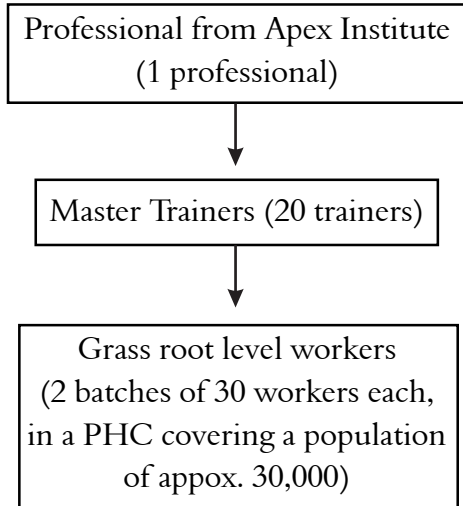 Professional from Apex Institute
(1 professional)
Master Trainers (20 trainers)
Grass root level workers
(2 batches of 30 workers each,
in a PHC covering a population
of appox. 30,000)